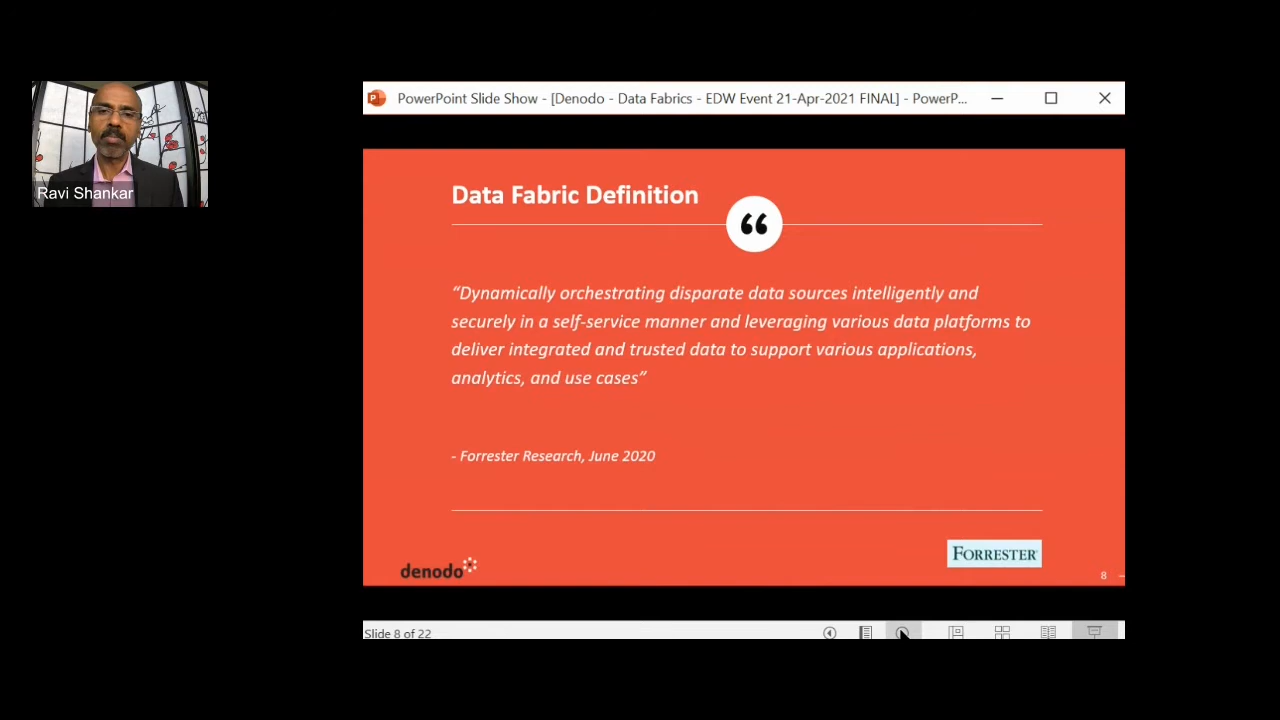 PowerPoint Slide Show - [Denodo - Data Fabrics - EDW Event 21-Apr-2021 FINAL] - PowerP...
Ravi Shankar
Data Fabric Definition
“
“Dynamically orchestrating disparate data sources intelligently and
securely in a self-service manner and leveraging various data platforms to
deliver integrated and trusted data to support various applications,
analytics, and use cases”
- Forrester Research, June 2020
FORRESTER
denodo
8
Slide 8 of 22